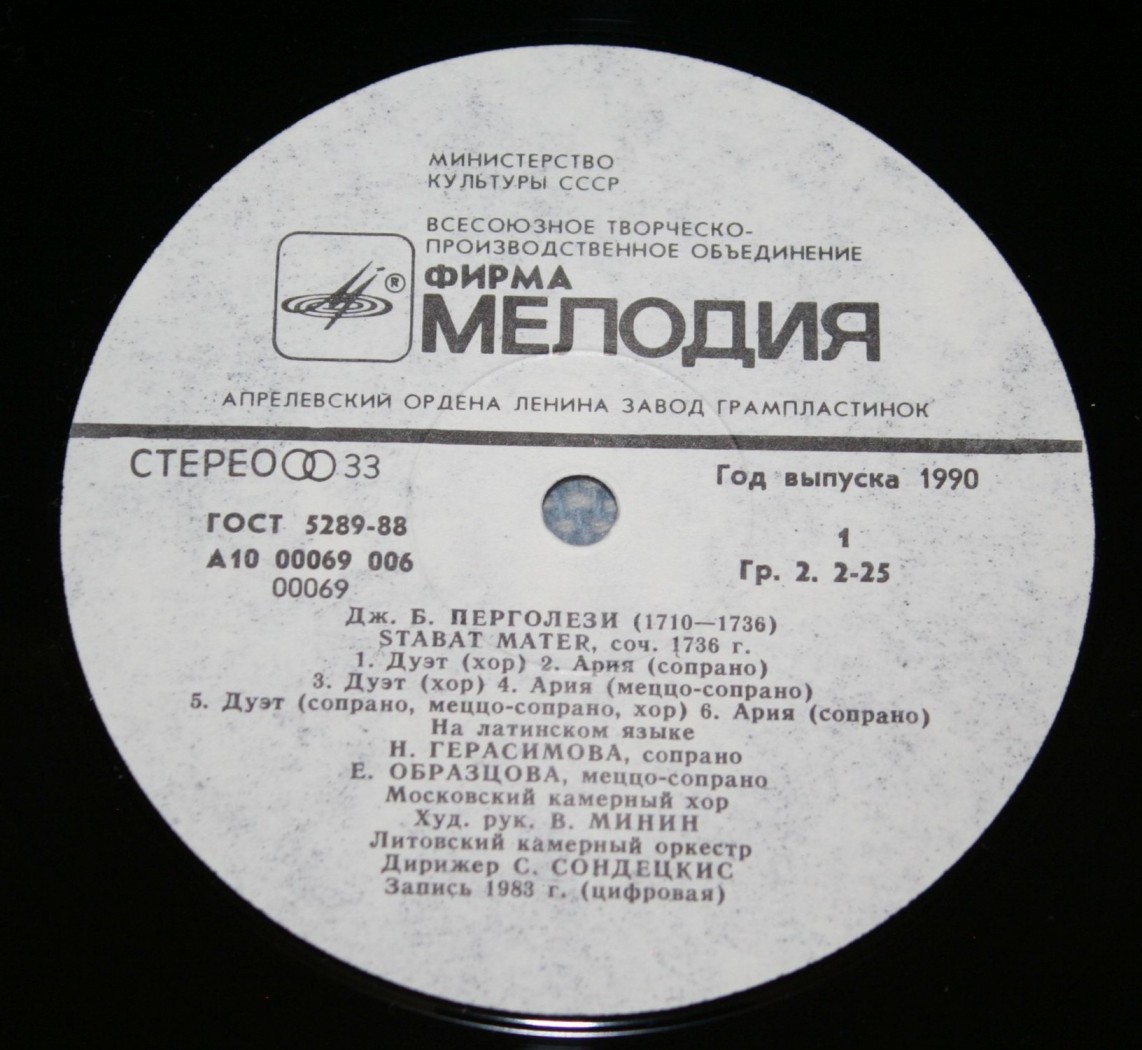 МИНИСТЕРСТВО
КУЛЬТУРЫ СССР
ВСЕСОЮЗНОЕ ТВОРЧЕСКО-
ПРОИЗВОДСТВЕННОЕ ОБЪЕДИНЕНИЕ
®
ФИРМА
МЕЛОДИЯ
АПРЕЛЕВСКИЙ ОРДЕНА ЛЕНИНА ЗАВОД ГРАМПЛАСТИНОК
СТЕРЕО 33
Год выпуска 1990
ГОСТ 5289-88
1
А10 00069 006
Гр. 2. 2-25
00069
Дж. Б. ПЕРГОЛЕЗИ (1710—1736)
STABAT MATER, соч. 1736 г.
1. Дуэт (хор) 2. Ария (сопрано)
3. Дуэт (хор) 4. Ария (меццо-сопрано)
5. Дуэт (сопрано, меццо-сопрано, хор) 6. Ария (сопрано)
На латинском языке
Н. ГЕРАСИМОВА, сопрано
Е. ОБРАЗЦОВА, меццо-сопрано
Московский камерный хор
Худ. рук. В. МИНИН
Литовский камерный оркестр
Дирижер С. СОНДЕЦКИС
Запись 1983 г. (цифровая)